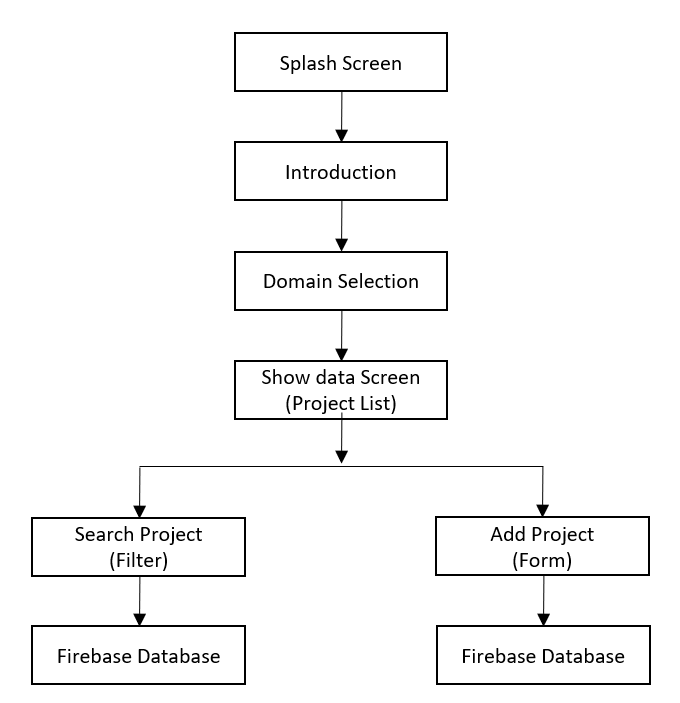 Splash Screen
Introduction
Domain Selection
Show data Screen
(Project List)
Search Project
(Filter)
Add Project
(Form)
Firebase Database
Firebase Database